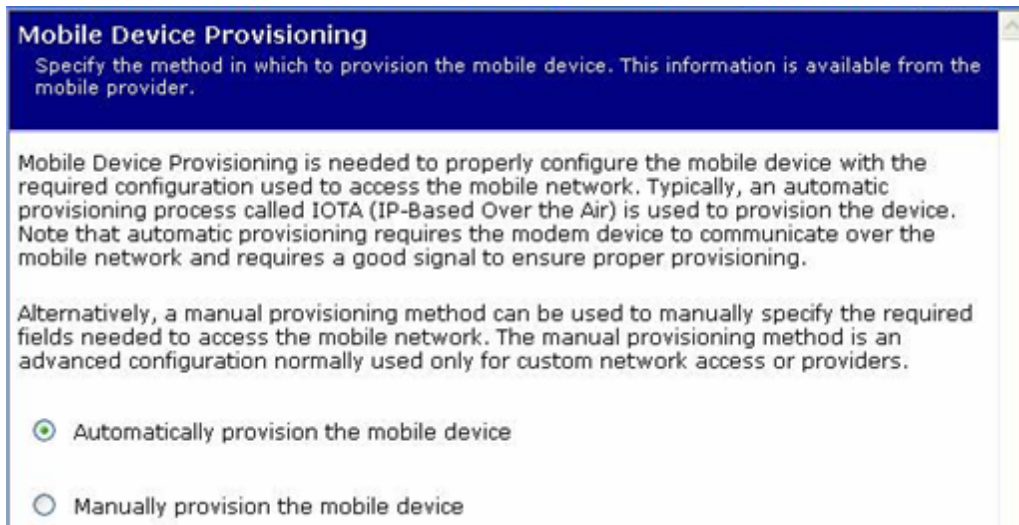 Mobile Device Provisioning
Specify the method in which to provision the mobile device. This information is available from the
mobile provider.
Mobile Device Provisioning is needed to properly configure the mobile device with the
required configuration used to access the mobile network. Typically, an automatic
provisioning process called IOTA (IP-Based Over the Air) is used to provision the device.
Note that automatic provisioning requires the modem device to communicate over the
mobile network and requires a good signal to ensure proper provisioning.
Alternatively, a manual provisioning method can be used to manually specify the required
fields needed to access the mobile network. The manual provisioning method is an
advanced configuration normally used only for custom network access or providers.
Automatically provision the mobile device
Manually provision the mobile device